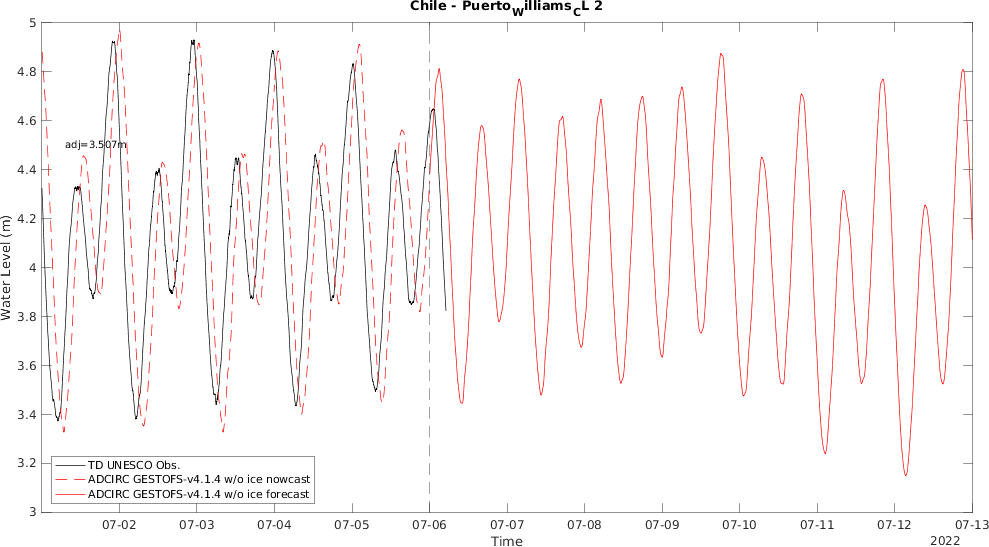 Chile - PuertoWilliamsCL 2
5
4.8
4.6
4.4
4.2
4
3.8
3.6
3.4
3.2
3
Water Level (m)
adj=3.507m
TD UNESCO Obs.
ADCIRC GESTOFS-v4.1.4 w/o ice nowcast
ADCIRC GESTOFS-v4.1.4 w/o ice forecast
07-02 07-03 07-04 07-05 07-06 07-07 07-08 07-09 07-10 07-11 07-12 07-13
Time
2022